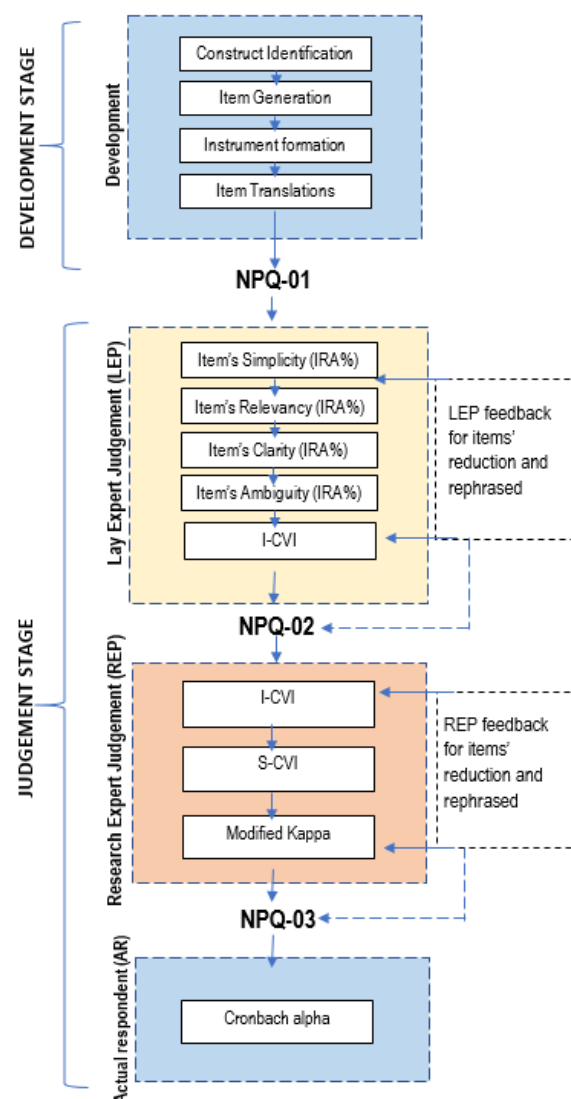 DEVELOPMENT STAGE
Development
Construct Identification
Item Generation
Instrument formation
Item Translations
NPQ-01
JUDGEMENT STAGE
Lay Expert Judgement (LEP)
Item's Simplicity (IRA%)
Item's Relevancy (IRA%)
Item's Clarity (IRA%)
Item's Ambiguity (IRA%)
I-CVI
LEP feedback
for items'
reduction and
rephrased
NPQ-02
Research Expert Judgement (REP)
I-CVI
S-CVI
Modified Kappa
REP feedback
for items'
reduction and
rephrased
NPQ-03
Actual respondent (AR)
Cronbach alpha